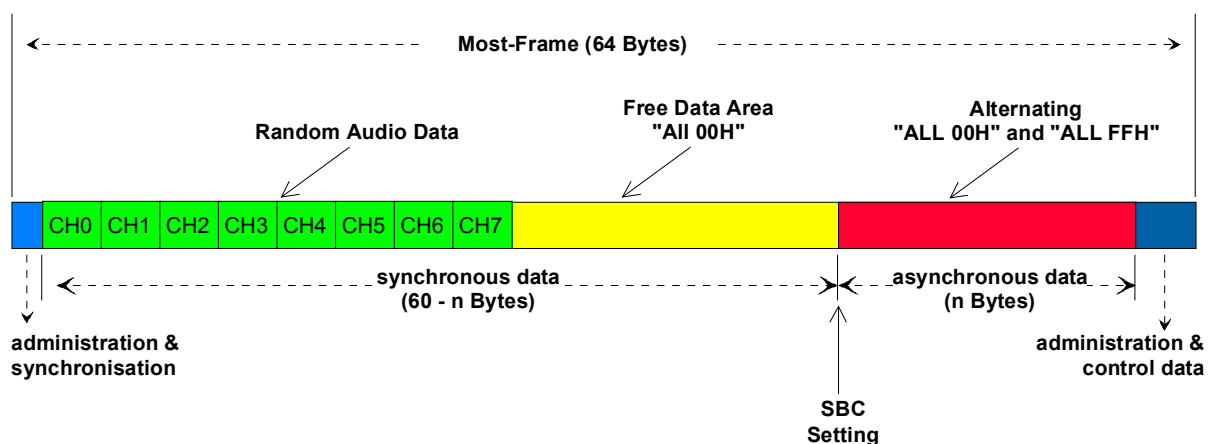 Most-Frame (64 Bytes)
Random Audio Data
Free Data Area
"All 00H"
Alternating
"ALL 00H" and "ALL FFH"
CH0 CH1 CH2 CH3 CH4 CH5 CH6 CH7
synchronous data
(60 - n Bytes)
asynchronous data
(n Bytes)
administration &
synchronisation
administration &
control data
SBC
Setting